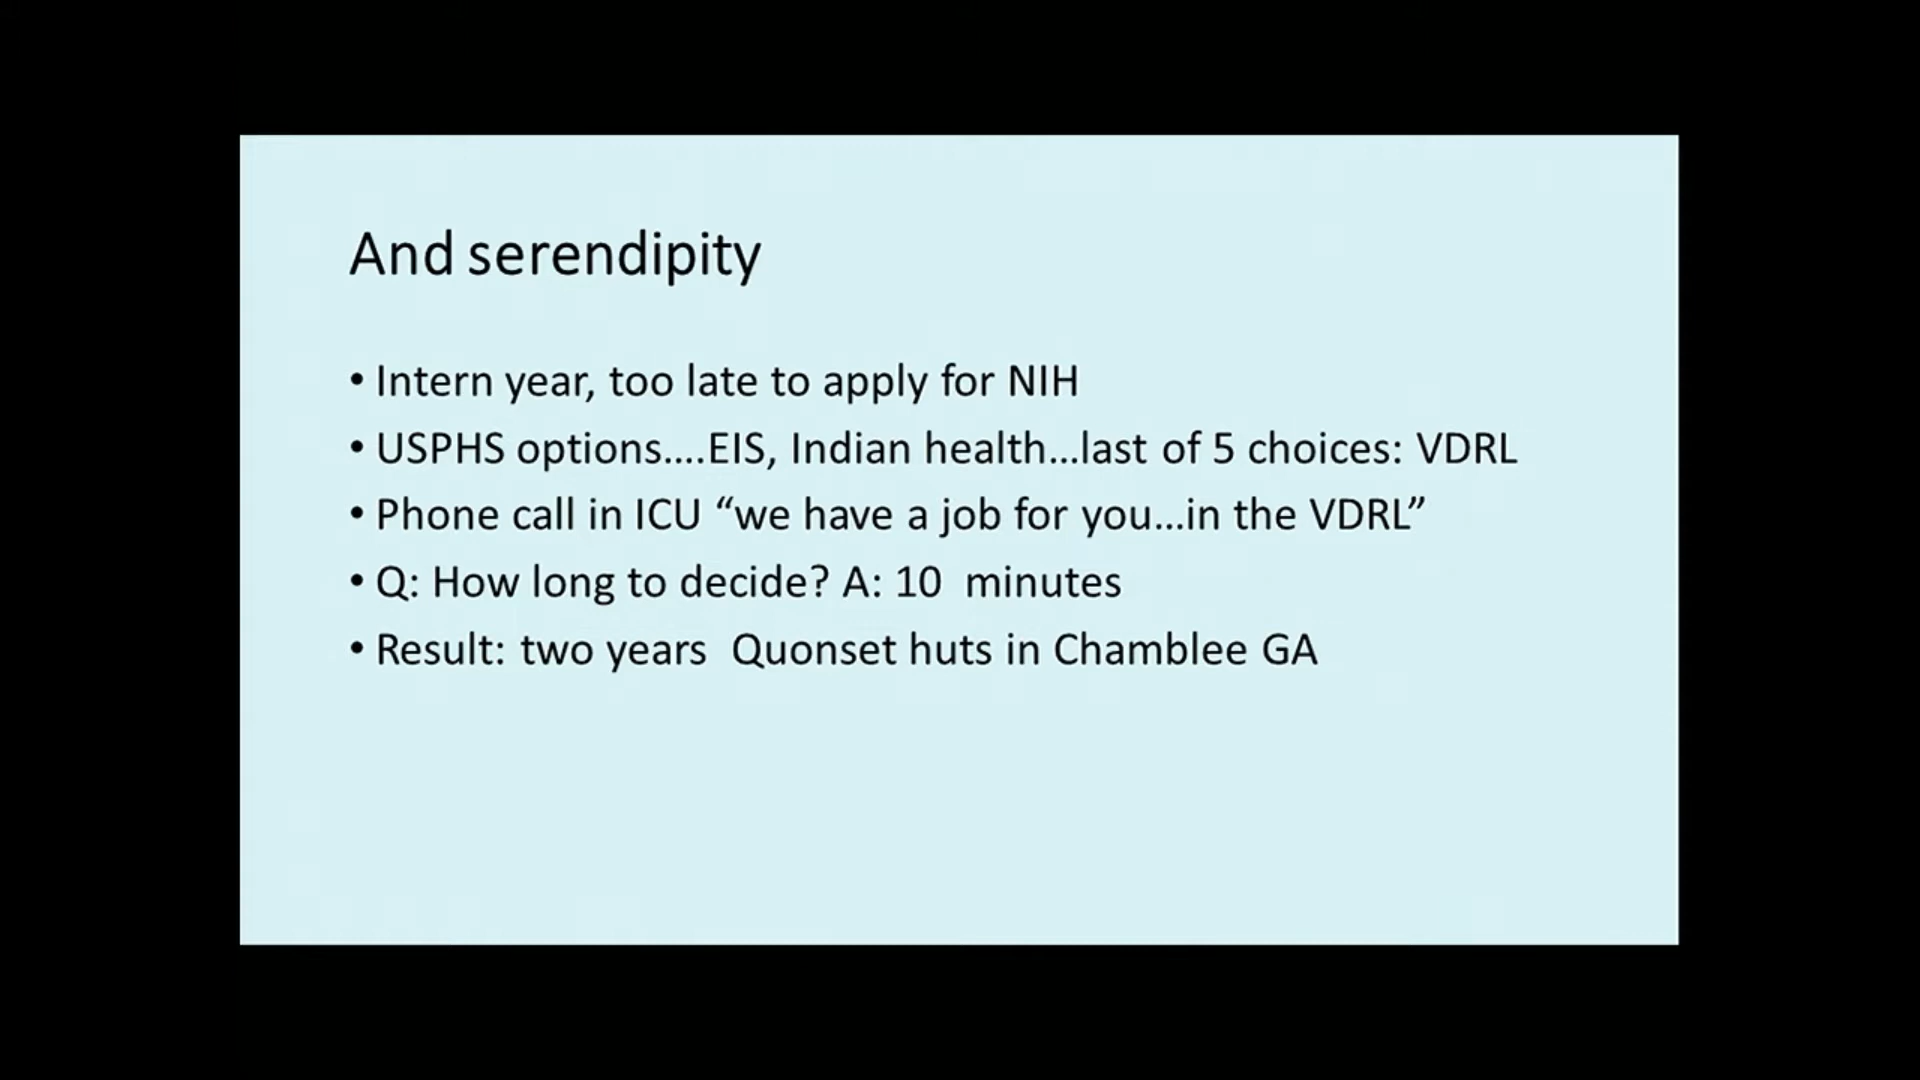 And serendipity
• Intern year, too late to apply for NIH
• USPHS options....EIS, Indian health...last of 5 choices: VDRL
• Phone call in ICU “we have a job for you...in the VDRL”
• Q: How long to decide? A: 10  minutes
• Result: two years  Quonset huts in Chamblee GA